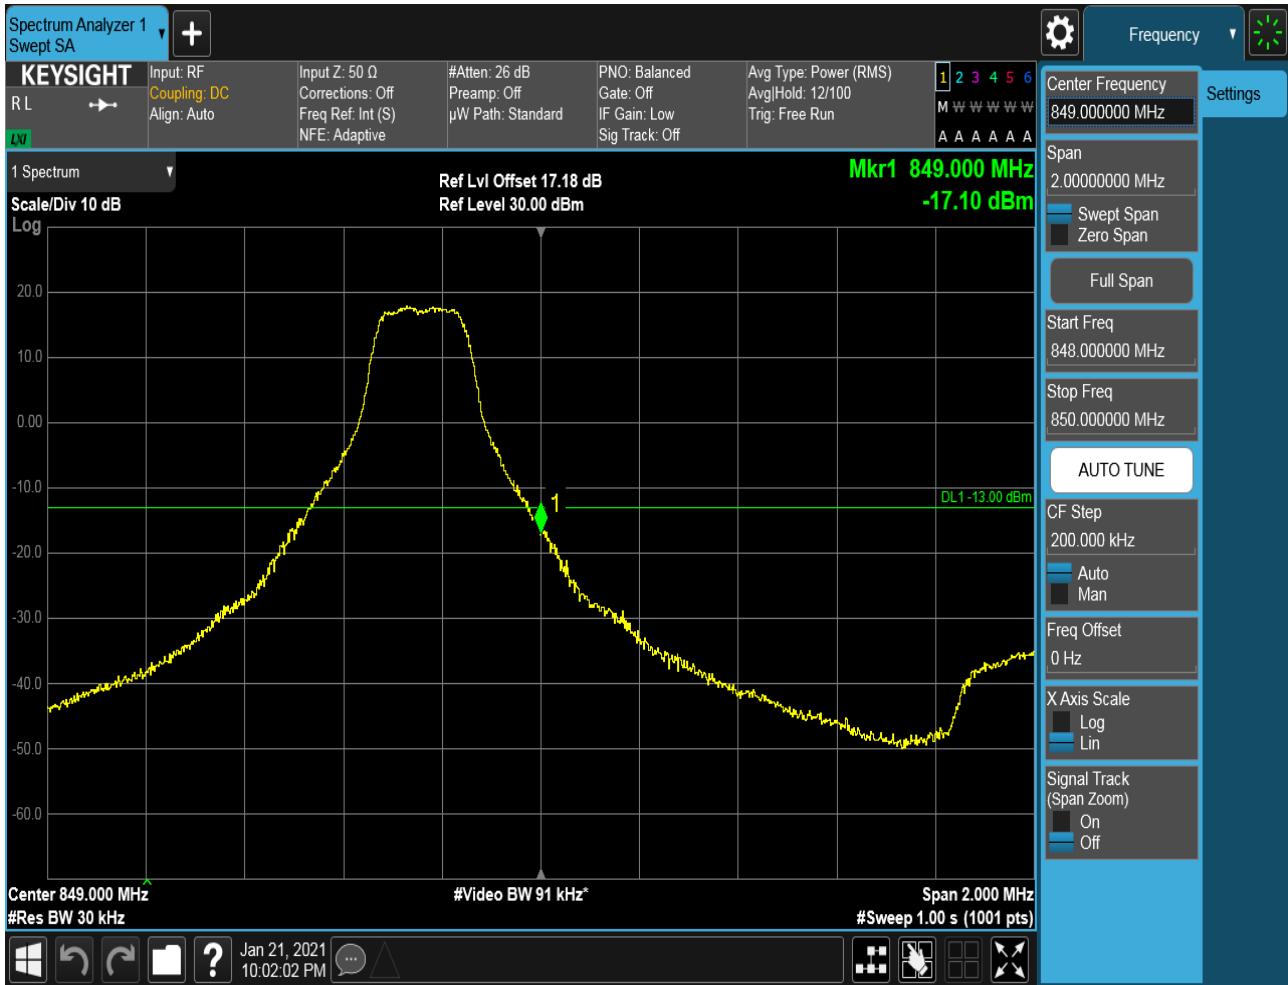 Spectrum Analyzer 1
Swept SA
Frequency
KEYSIGHT
R L
LXI
Input: RF
Coupling: DC
Align: Auto
Input Z: 50 Ω
Corrections: Off
Freq Ref: Int (S)
NFE: Adaptive
#Atten: 26 dB
Preamp: Off
µW Path: Standard
PNO: Balanced
Gate: Off
IF Gain: Low
Sig Track: Off
Avg Type: Power (RMS)
Avg|Hold: 12/100
Trig: Free Run
1 2 3 4 5 6
M W W W W W
A A A A A A
1 Spectrum
Scale/Div 10 dB
Log
Ref Lvl Offset 17.18 dB
Ref Level 30.00 dBm
Mkr1 849.000 MHz
-17.10 dBm
20.0
10.0
0.00
-10.0
-20.0
-30.0
-40.0
-50.0
-60.0
1
DL1 -13.00 dBm
Center 849.000 MHz
#Res BW 30 kHz
#Video BW 91 kHz*
Span 2.000 MHz
#Sweep 1.00 s (1001 pts)
Center Frequency
849.000000 MHz
Settings
Span
2.00000000 MHz
Swept Span
Zero Span
Full Span
Start Freq
848.000000 MHz
Stop Freq
850.000000 MHz
AUTO TUNE
CF Step
200.000 kHz
Auto
Man
Freq Offset
0 Hz
X Axis Scale
Log
Lin
Signal Track
(Span Zoom)
On
Off
?
Jan 21, 2021
10:02:02 PM